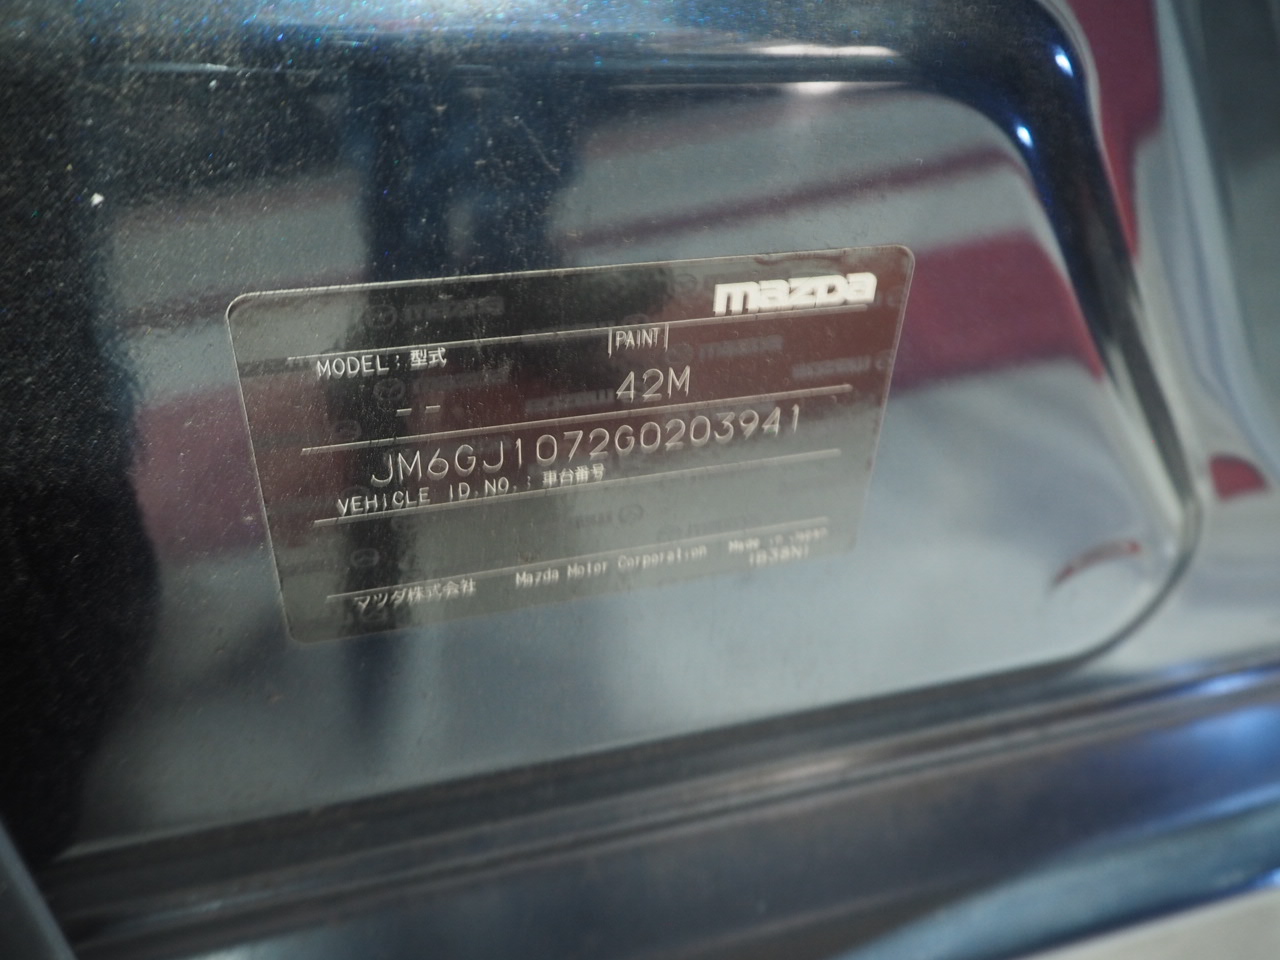 mazda
MODEL: 型式
PAINT
-- 42M
JM6GJ1072G0203941
VEHICLE ID.NO.: 車台番号
マツダ株式会社 Mazda Motor Corporation Made in Japan